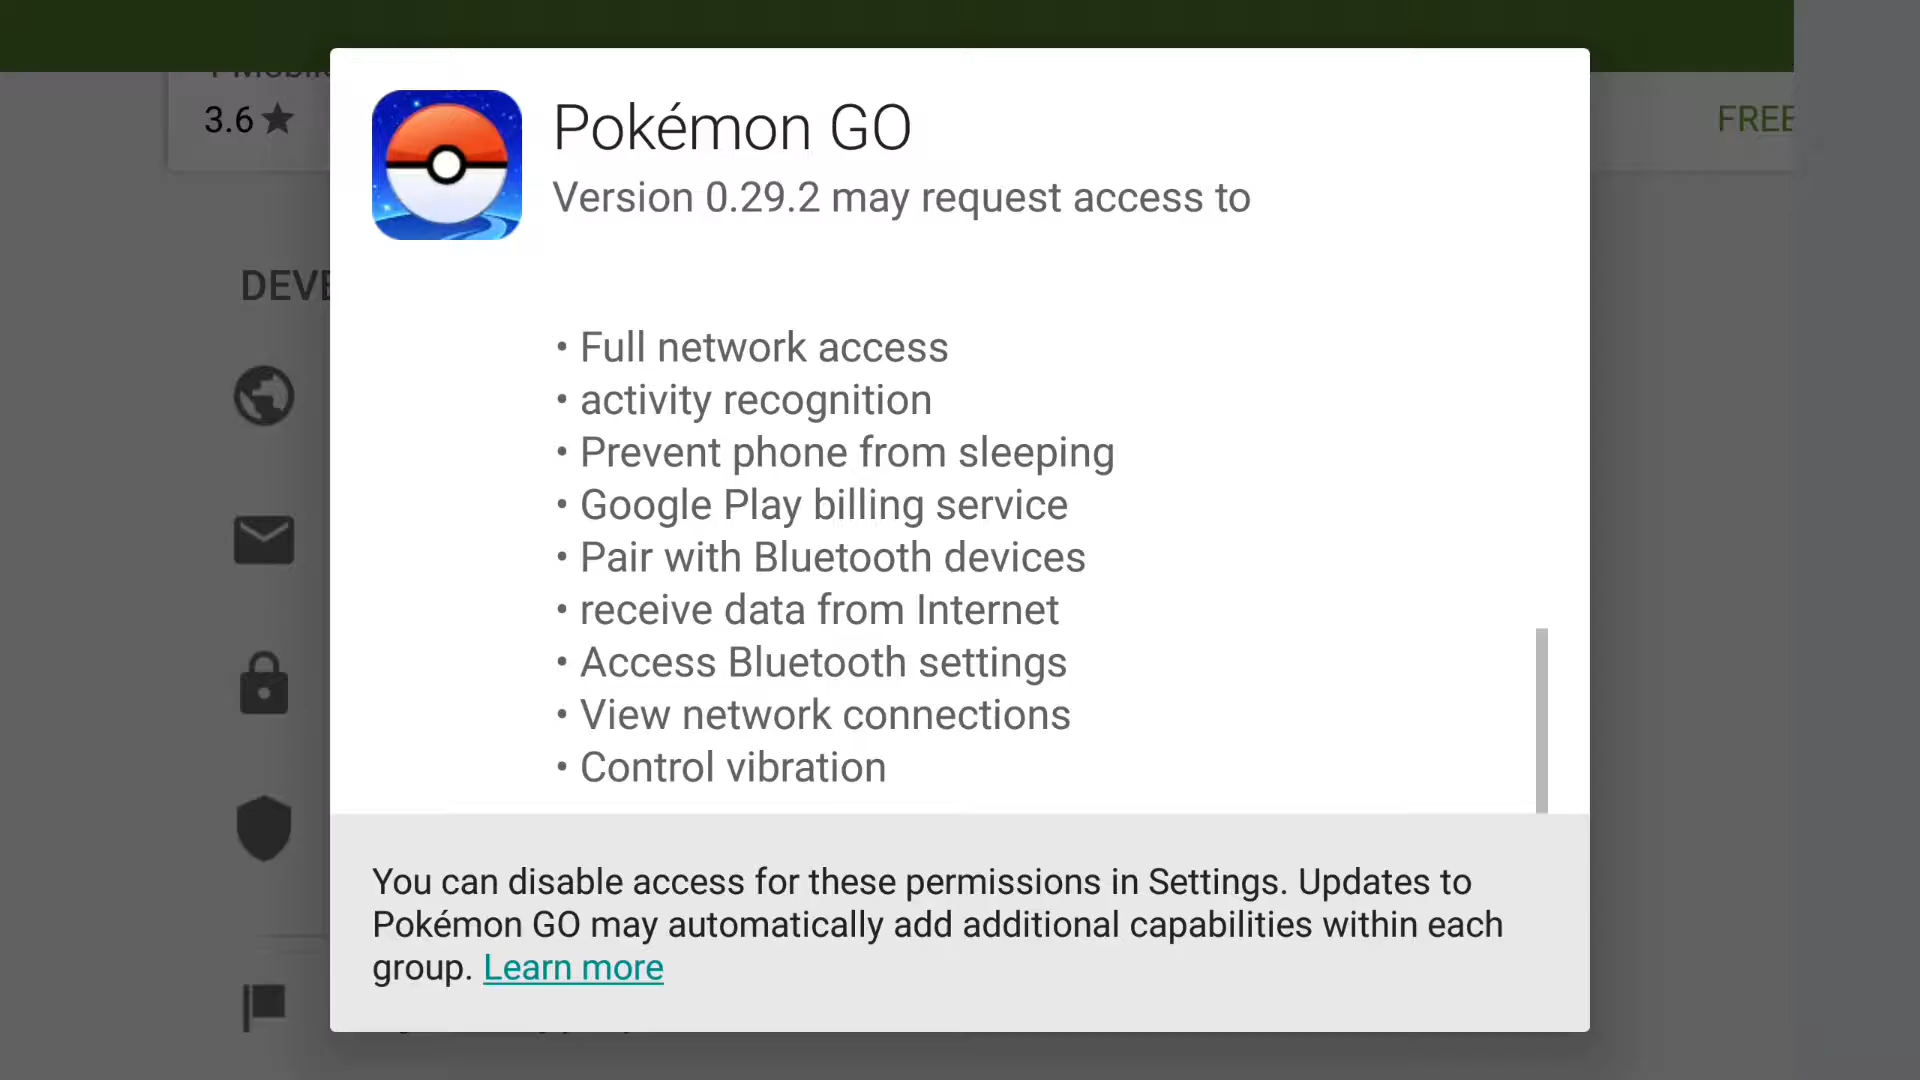 3.6
FREE
Pokémon GO
Version 0.29.2 may request access to
DEVE
• Full network access
• activity recognition
• Prevent phone from sleeping
• Google Play billing service
• Pair with Bluetooth devices
• receive data from Internet
• Access Bluetooth settings
• View network connections
• Control vibration
You can disable access for these permissions in Settings. Updates to
Pokémon GO may automatically add additional capabilities within each
group. Learn more